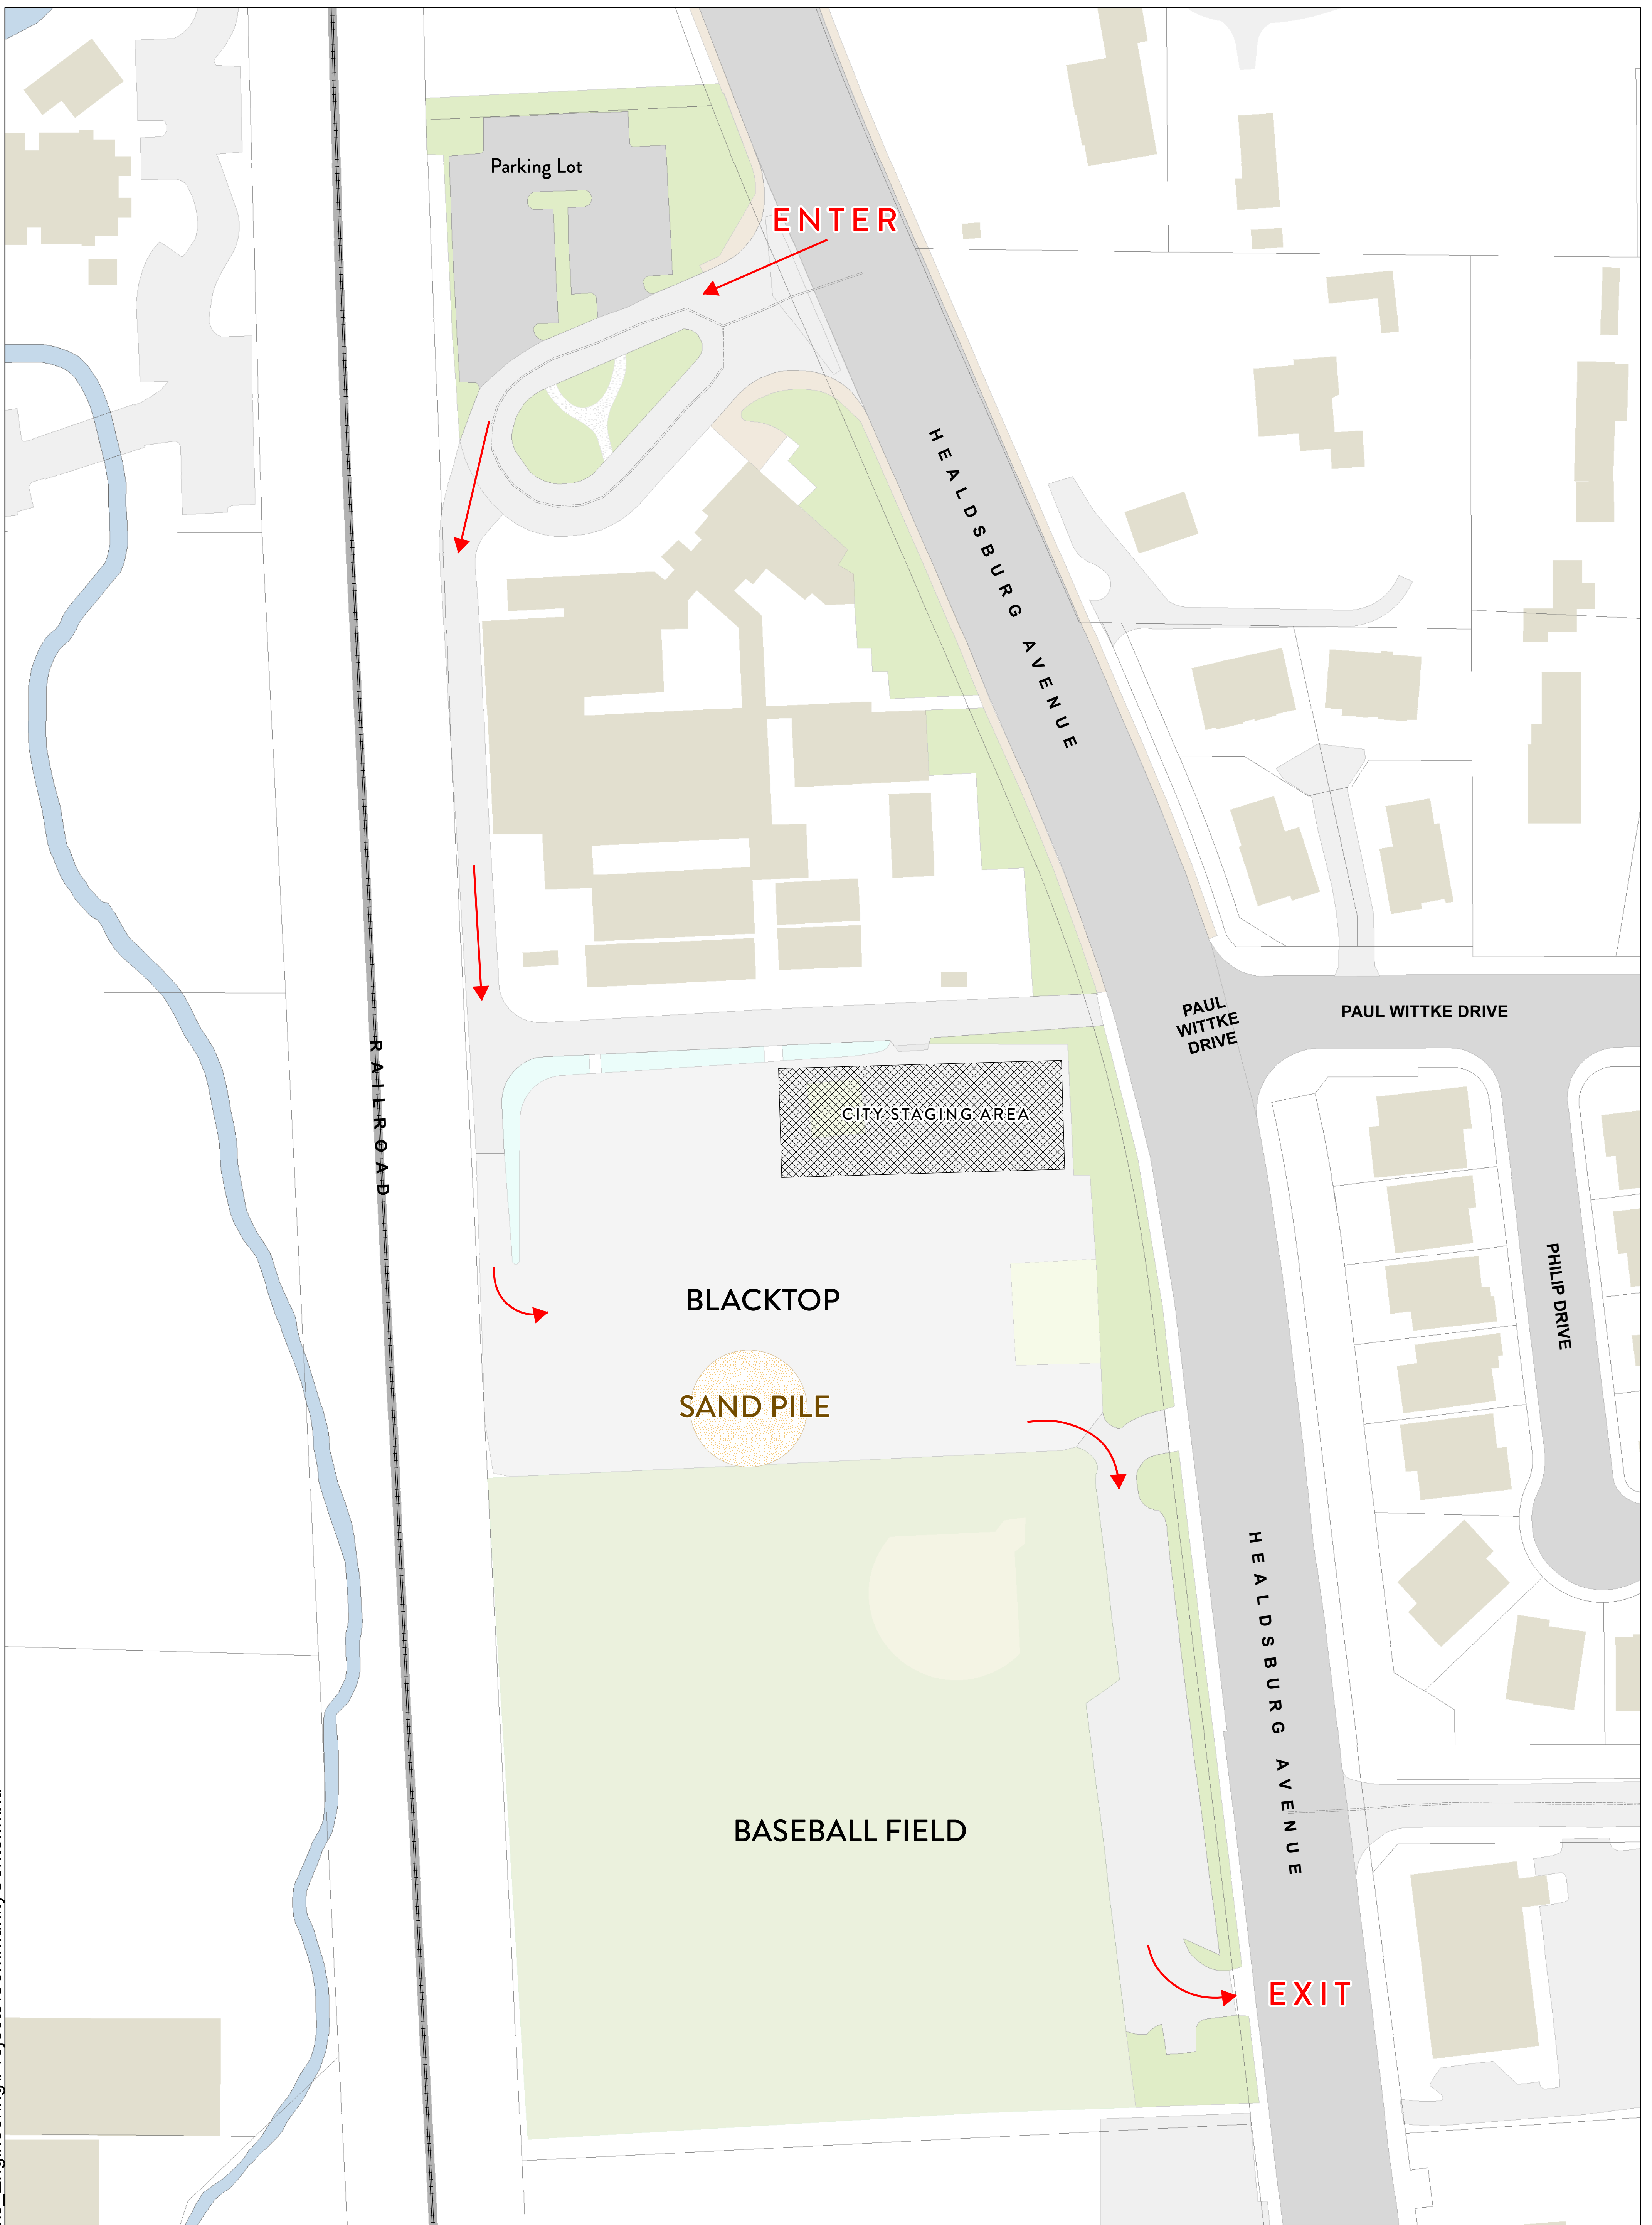 Parking Lot
ENTER
HEALDSBURG AVENUE
PAUL
WITTKE
DRIVE
PAUL WITTKE DRIVE
RAILROAD
CITY STAGING AREA
PHILIP DRIVE
BLACKTOP
SAND PILE
HEALDSBURG AVENUE
BASEBALL FIELD
EXIT